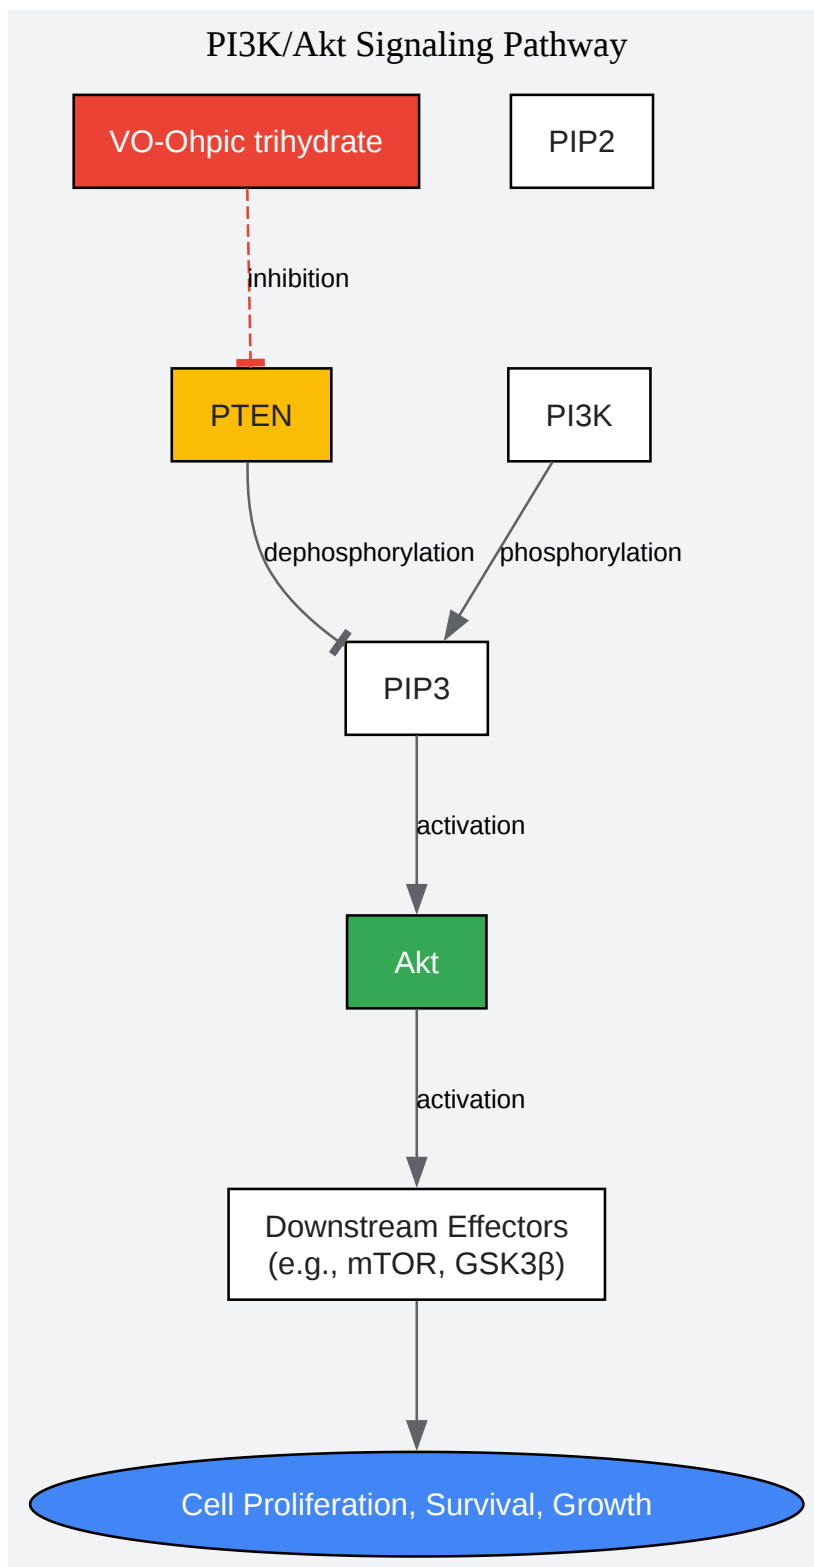 PI3K/Akt Signaling Pathway
VO-Ohpic trihydrate
PIP2
inhibition
PTEN
PI3K
dephosphorylation
phosphorylation
PIP3
activation
Akt
activation
Downstream Effectors
(e.g., mTOR, GSK3β)
Cell Proliferation, Survival, Growth